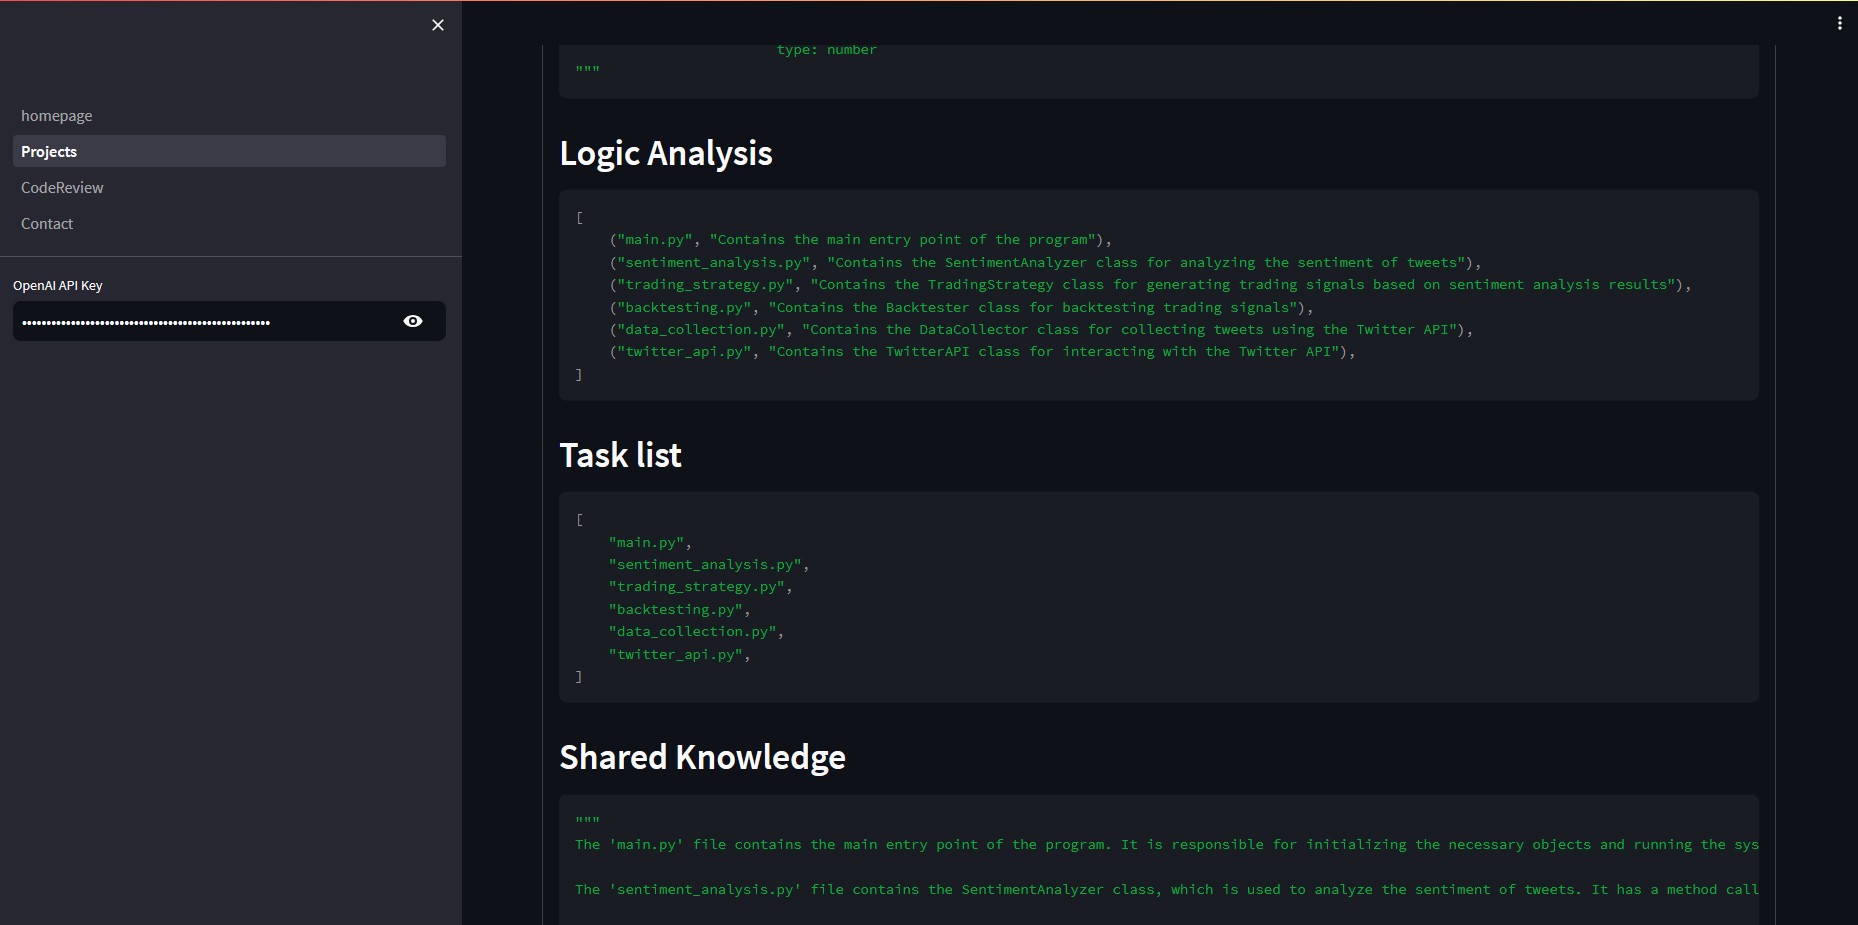 homepage
Projects
CodeReview
Contact
OpenAI API Key
type: number
"""
Logic Analysis
[
("main.py", "Contains the main entry point of the program"),
("sentiment_analysis.py", "Contains the SentimentAnalyzer class for analyzing the sentiment of tweets"),
("trading_strategy.py", "Contains the TradingStrategy class for generating trading signals based on sentiment analysis results"),
("backtesting.py", "Contains the Backtester class for backtesting trading signals"),
("data_collection.py", "Contains the DataCollector class for collecting tweets using the Twitter API"),
("twitter_api.py", "Contains the TwitterAPI class for interacting with the Twitter API"),
]
Task list
[
"main.py",
"sentiment_analysis.py",
"trading_strategy.py",
"backtesting.py",
"data_collection.py",
"twitter_api.py",
]
Shared Knowledge
"""
The 'main.py' file contains the main entry point of the program. It is responsible for initializing the necessary objects and running the sys
The 'sentiment_analysis.py' file contains the SentimentAnalyzer class, which is used to analyze the sentiment of tweets. It has a method call